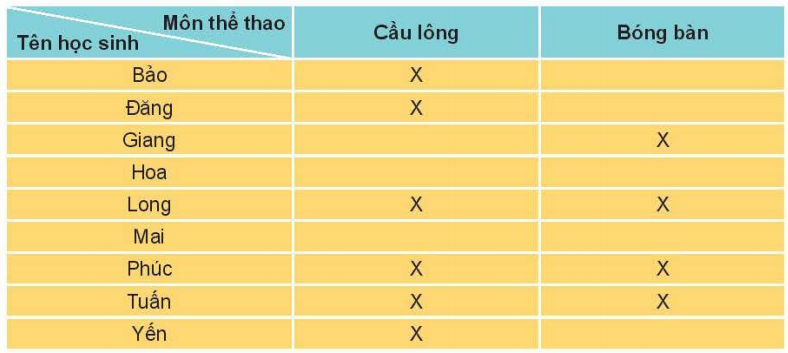 Môn thể thao
Tên học sinh
Cầu lông
Bóng bàn
Bảo X
Đăng X
Giang X
Hoa
Long X X
Mai
Phúc X X
Tuấn X X
Yến X